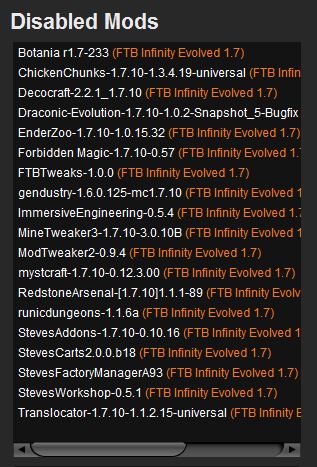 Disabled Mods
Botania r1.7-233 (FTB Infinity Evolved 1.7)
ChickenChunks-1.7.10-1.3.4.19-universal (FTB Infin
Decocraft-2.2.1_1.7.10 (FTB Infinity Evolved 1.7)
Draconic-Evolution-1.7.10-1.0.2-Snapshot_5-Bugfix
EnderZoo-1.7.10-1.0.15.32 (FTB Infinity Evolved 1.7)
Forbidden Magic-1.7.10-0.57 (FTB Infinity Evolved 1.7
FTBTweaks-1.0.0 (FTB Infinity Evolved 1.7)
gendustry-1.6.0.125-mc1.7.10 (FTB Infinity Evolved 1.
ImmersiveEngineering-0.5.4 (FTB Infinity Evolved 1.7)
MineTweaker3-1.7.10-3.0.10B (FTB Infinity Evolved 1.
ModTweaker2-0.9.4 (FTB Infinity Evolved 1.7)
mystcraft-1.7.10-0.12.3.00 (FTB Infinity Evolved 1.7)
RedstoneArsenal-[1.7.10]1.1.1-89 (FTB Infinity Evolv
runicdungeons-1.1.6a (FTB Infinity Evolved 1.7)
StevesAddons-1.7.10-0.10.16 (FTB Infinity Evolved 1
StevesCarts2.0.0.b18 (FTB Infinity Evolved 1.7)
StevesFactoryManagerA93 (FTB Infinity Evolved 1.7)
StevesWorkshop-0.5.1 (FTB Infinity Evolved 1.7)
Translocator-1.7.10-1.1.2.15-universal (FTB Infinity E